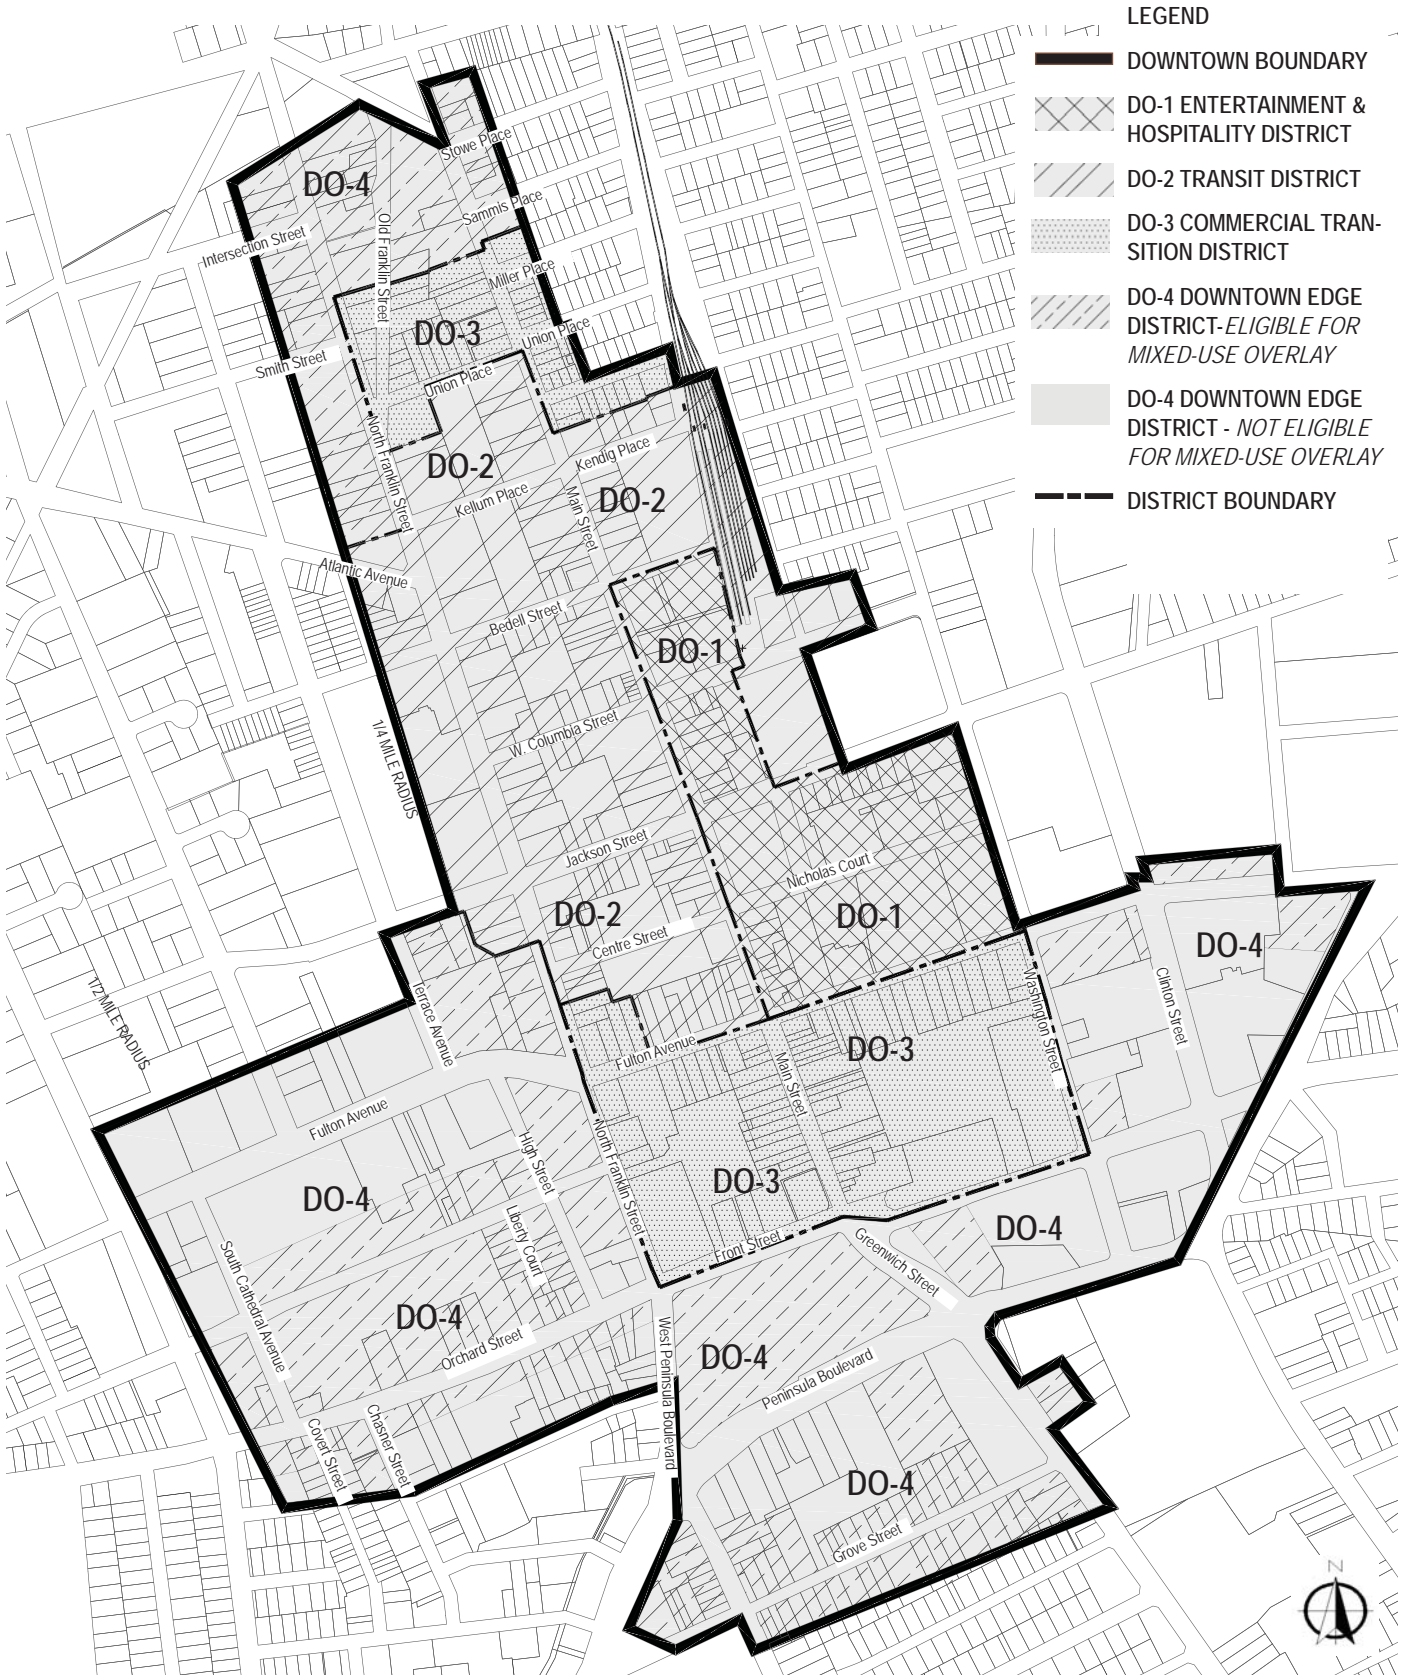 LEGEND
DOWNTOWN BOUNDARY
DO-1 ENTERTAINMENT &
HOSPITALITY DISTRICT
DO-2 TRANSIT DISTRICT
DO-3 COMMERCIAL TRAN-
SITION DISTRICT
DO-4 DOWNTOWN EDGE
DISTRICT-ELIGIBLE FOR
MIXED-USE OVERLAY
DO-4 DOWNTOWN EDGE
DISTRICT - NOT ELIGIBLE
FOR MIXED-USE OVERLAY
DISTRICT BOUNDARY
Stowe Place
DO-4
Sammis Place
Old Franklin Street
Intersection Street
Miller Place
DO-3
Union Place
Smith Street
Union Place
North Franklin Street
DO-2
Kendig Place
Kellum Place
Main Street
DO-2
Atlantic Avenue
Bedell Street
DO-1
W. Columbia Street
1/4 MILE RADIUS
Jackson Street
Nicholas Court
DO-2
DO-1
Centre Street
DO-4
1/2 MILE RADIUS
Terrace Avenue
Washington Street
Clinton Street
Fulton Avenue
DO-3
Main Street
Fulton Avenue
High Street
North Franklin Street
DO-3
DO-4
Liberty Court
Front Street
DO-4
Greenwich Street
South Cathedral Avenue
DO-4
Orchard Street
West Peninsula Boulevard
DO-4
Peninsula Boulevard
Covert Street
Chasner Street
DO-4
Grove Street
N